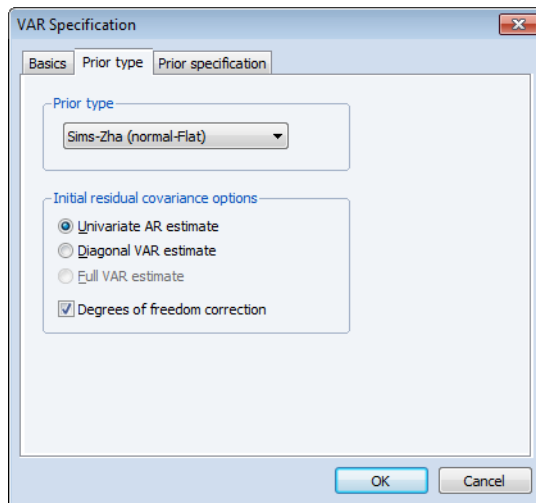 VAR Specification
Basics Prior type Prior specification
Prior type
Sims-Zha (normal-Flat)
Initial residual covariance options
Univariate AR estimate
Diagonal VAR estimate
Full VAR estimate
Degrees of freedom correction
OK Cancel